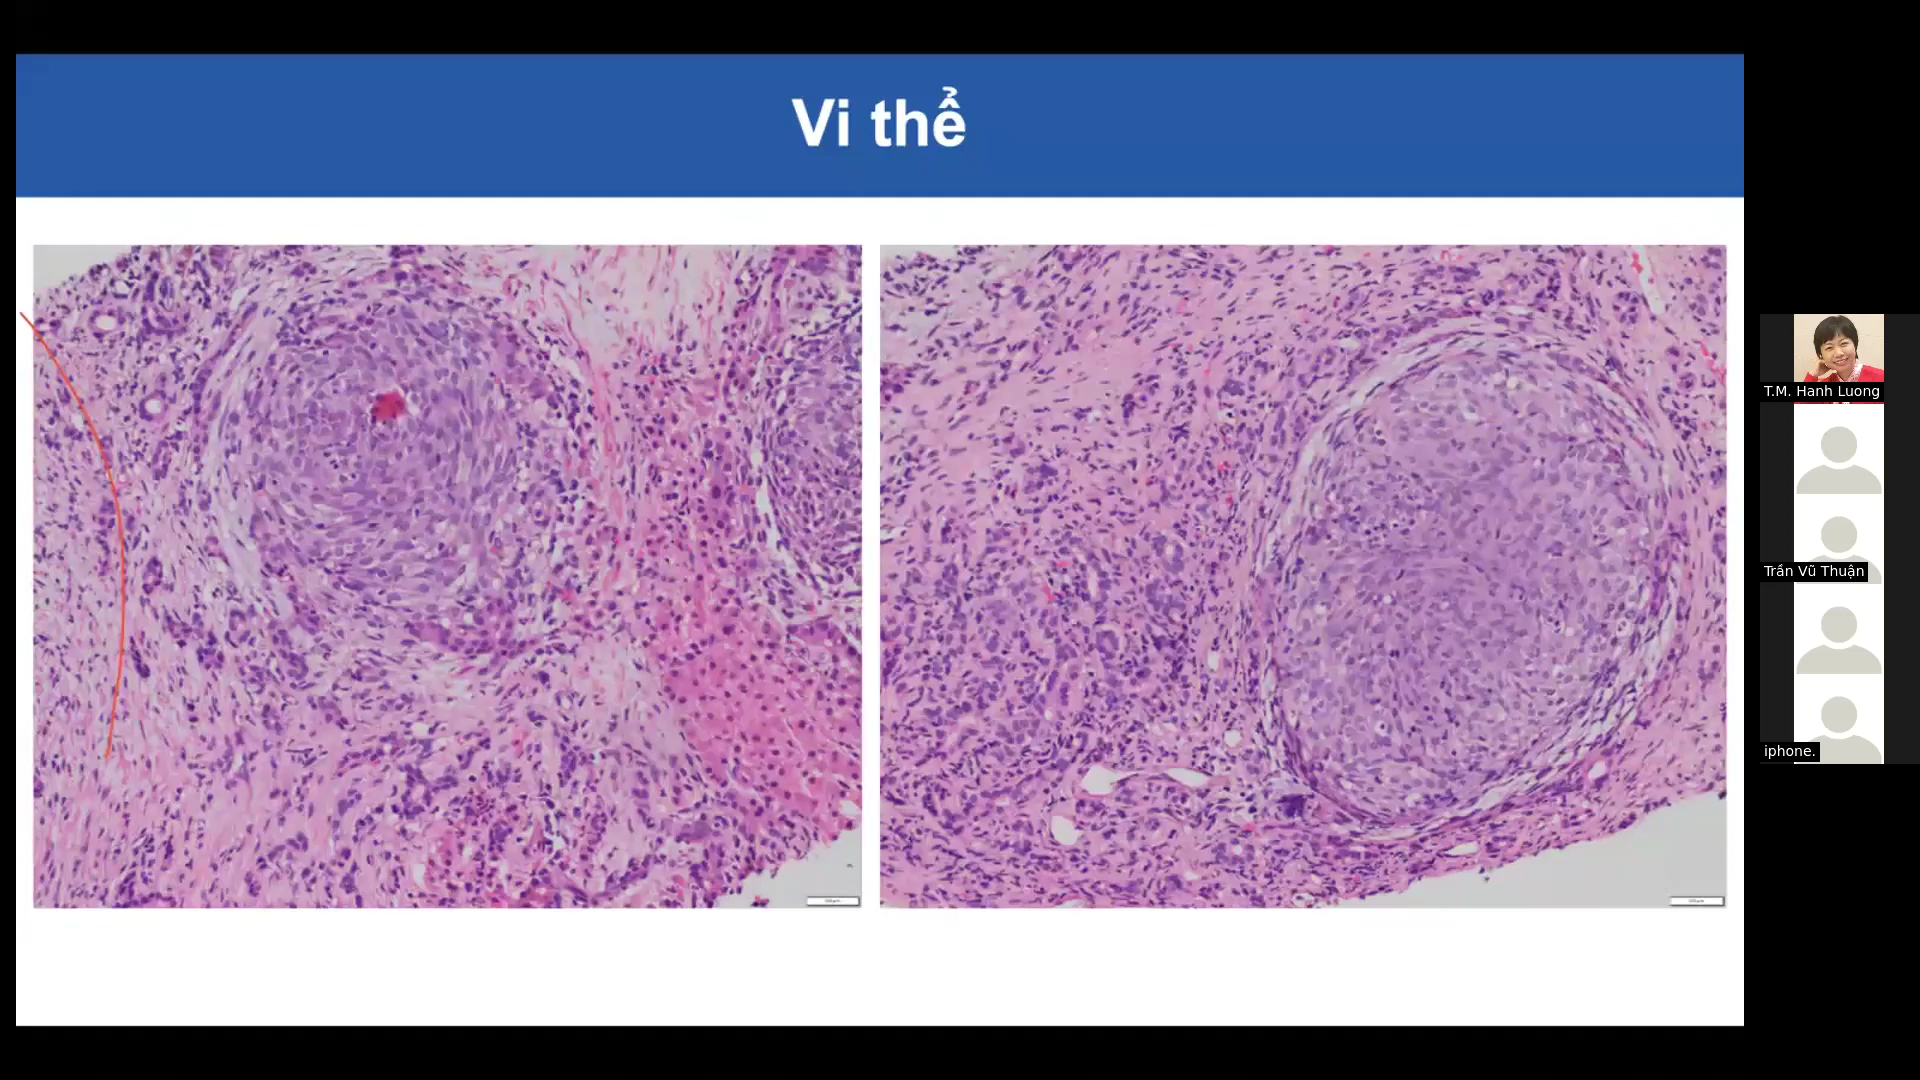 Vi thể
T.M. Hanh Luong
Trần Vũ Thuận
iphone.